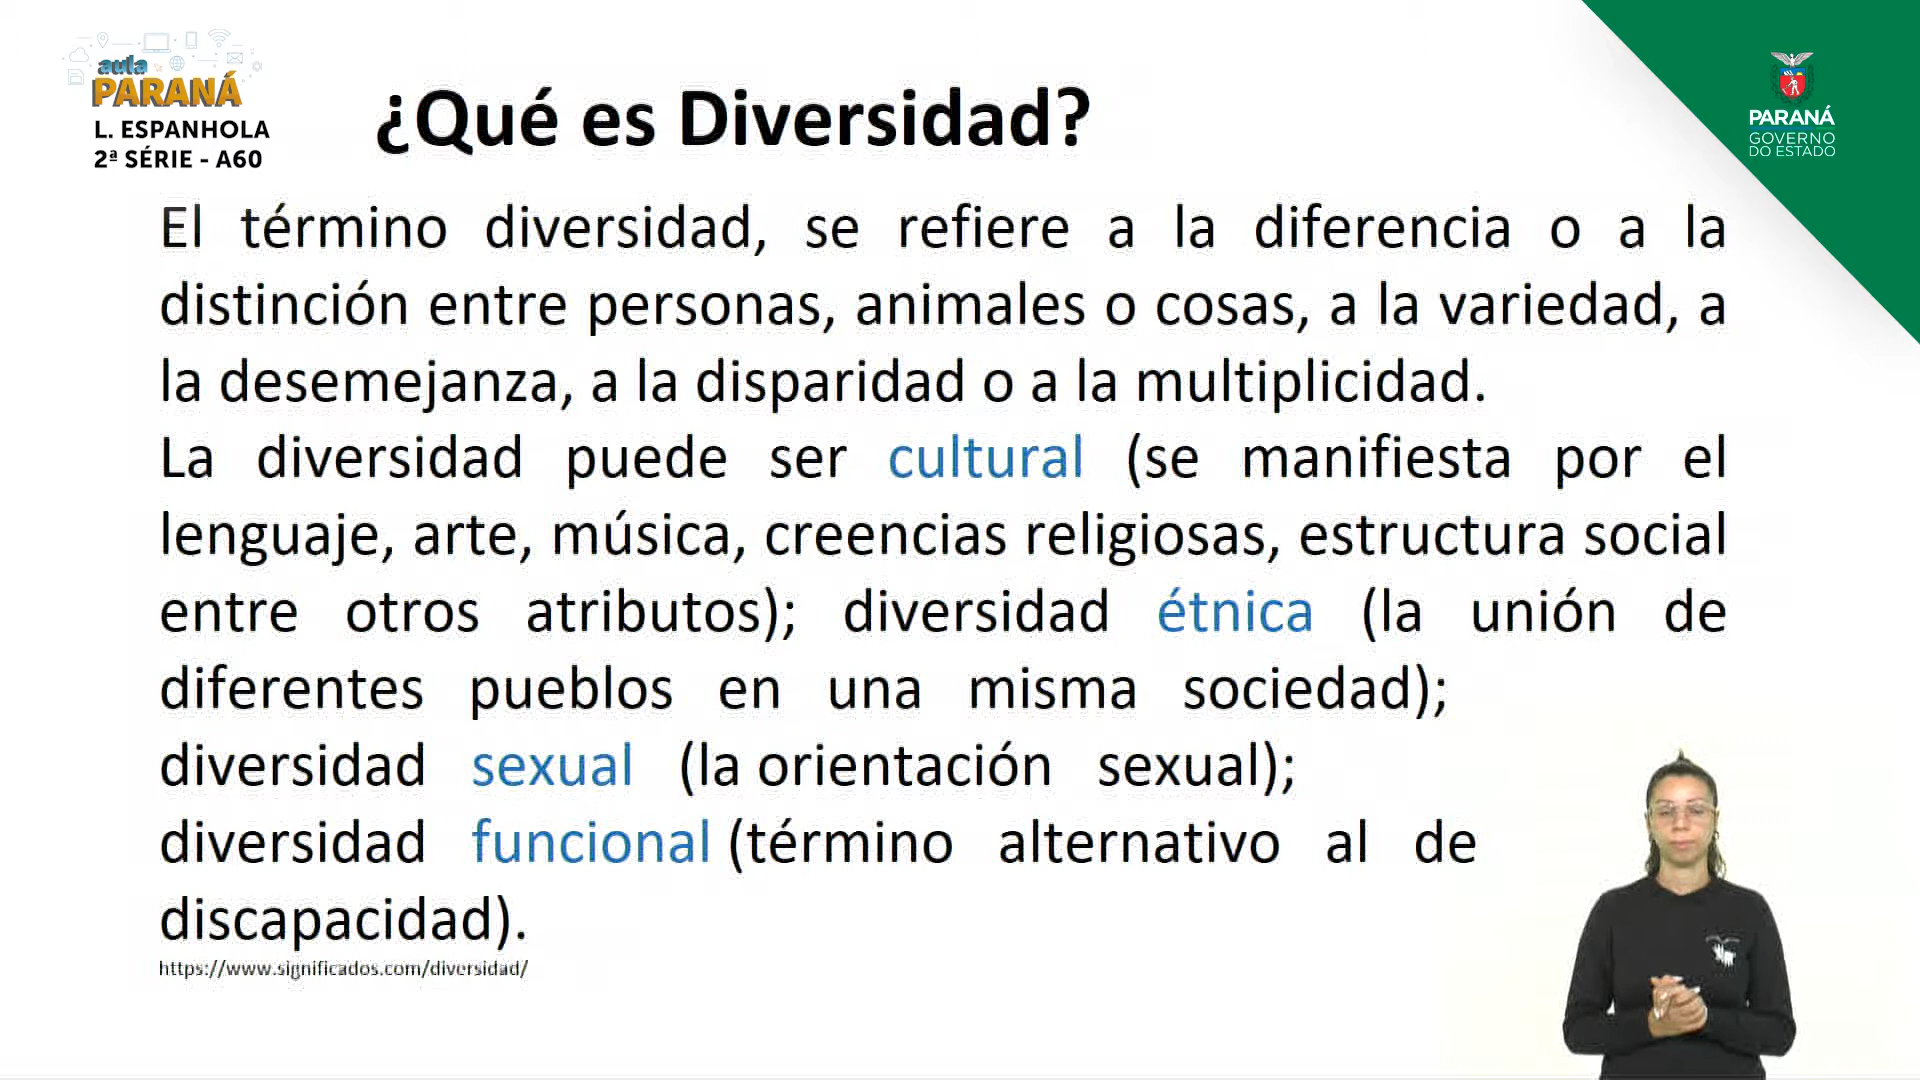 aula
PARANÁ
L. ESPANHOLA
2ª SÉRIE - A60
¿Qué es Diversidad?
PARANÁ
GOVERNO
DO ESTADO
El término diversidad, se refiere a la diferencia o a la
distinción entre personas, animales o cosas, a la variedad, a
la desemejanza, a la disparidad o a la multiplicidad.
La diversidad puede ser cultural (se manifiesta por el
lenguaje, arte, música, creencias religiosas, estructura social
entre otros atributos); diversidad étnica (la unión de
diferentes pueblos en una misma sociedad);
diversidad sexual (la orientación sexual);
diversidad funcional (término alternativo al de
discapacidad).
https://www.significados.com/diversidad/